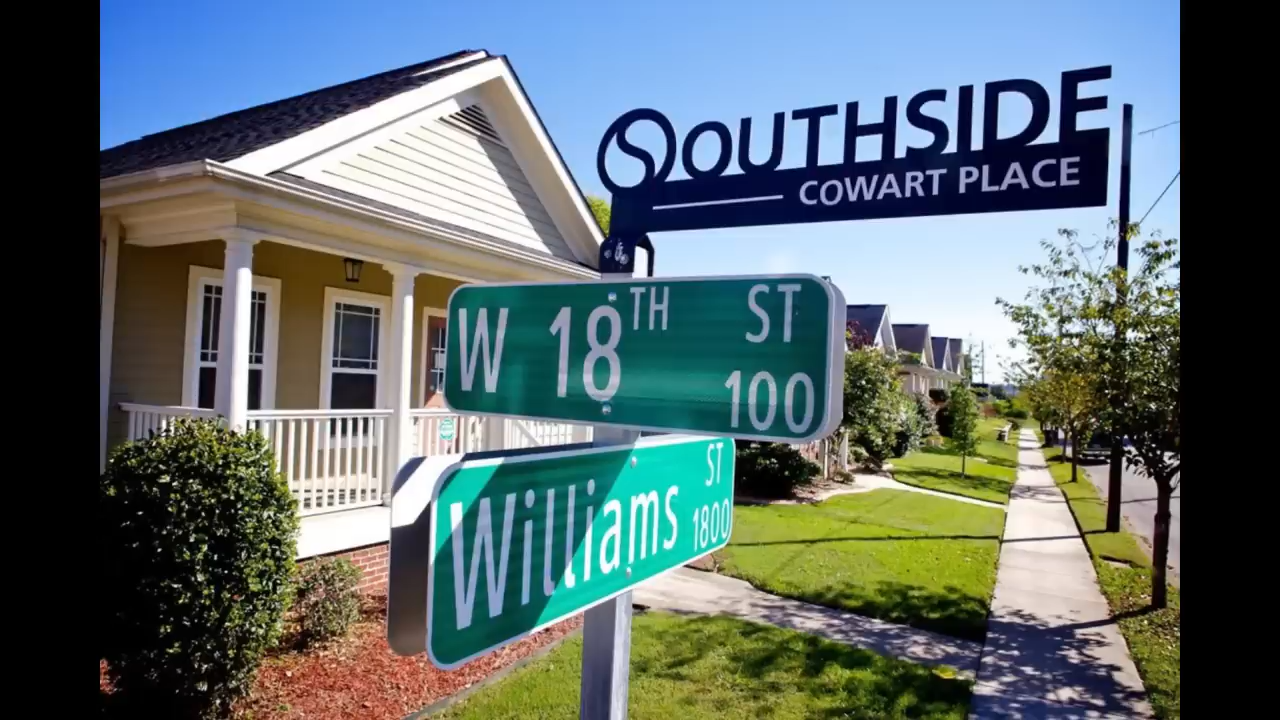 SOUTHSIDE
COWART PLACE
W 18TH ST
100
Williams ST
1800